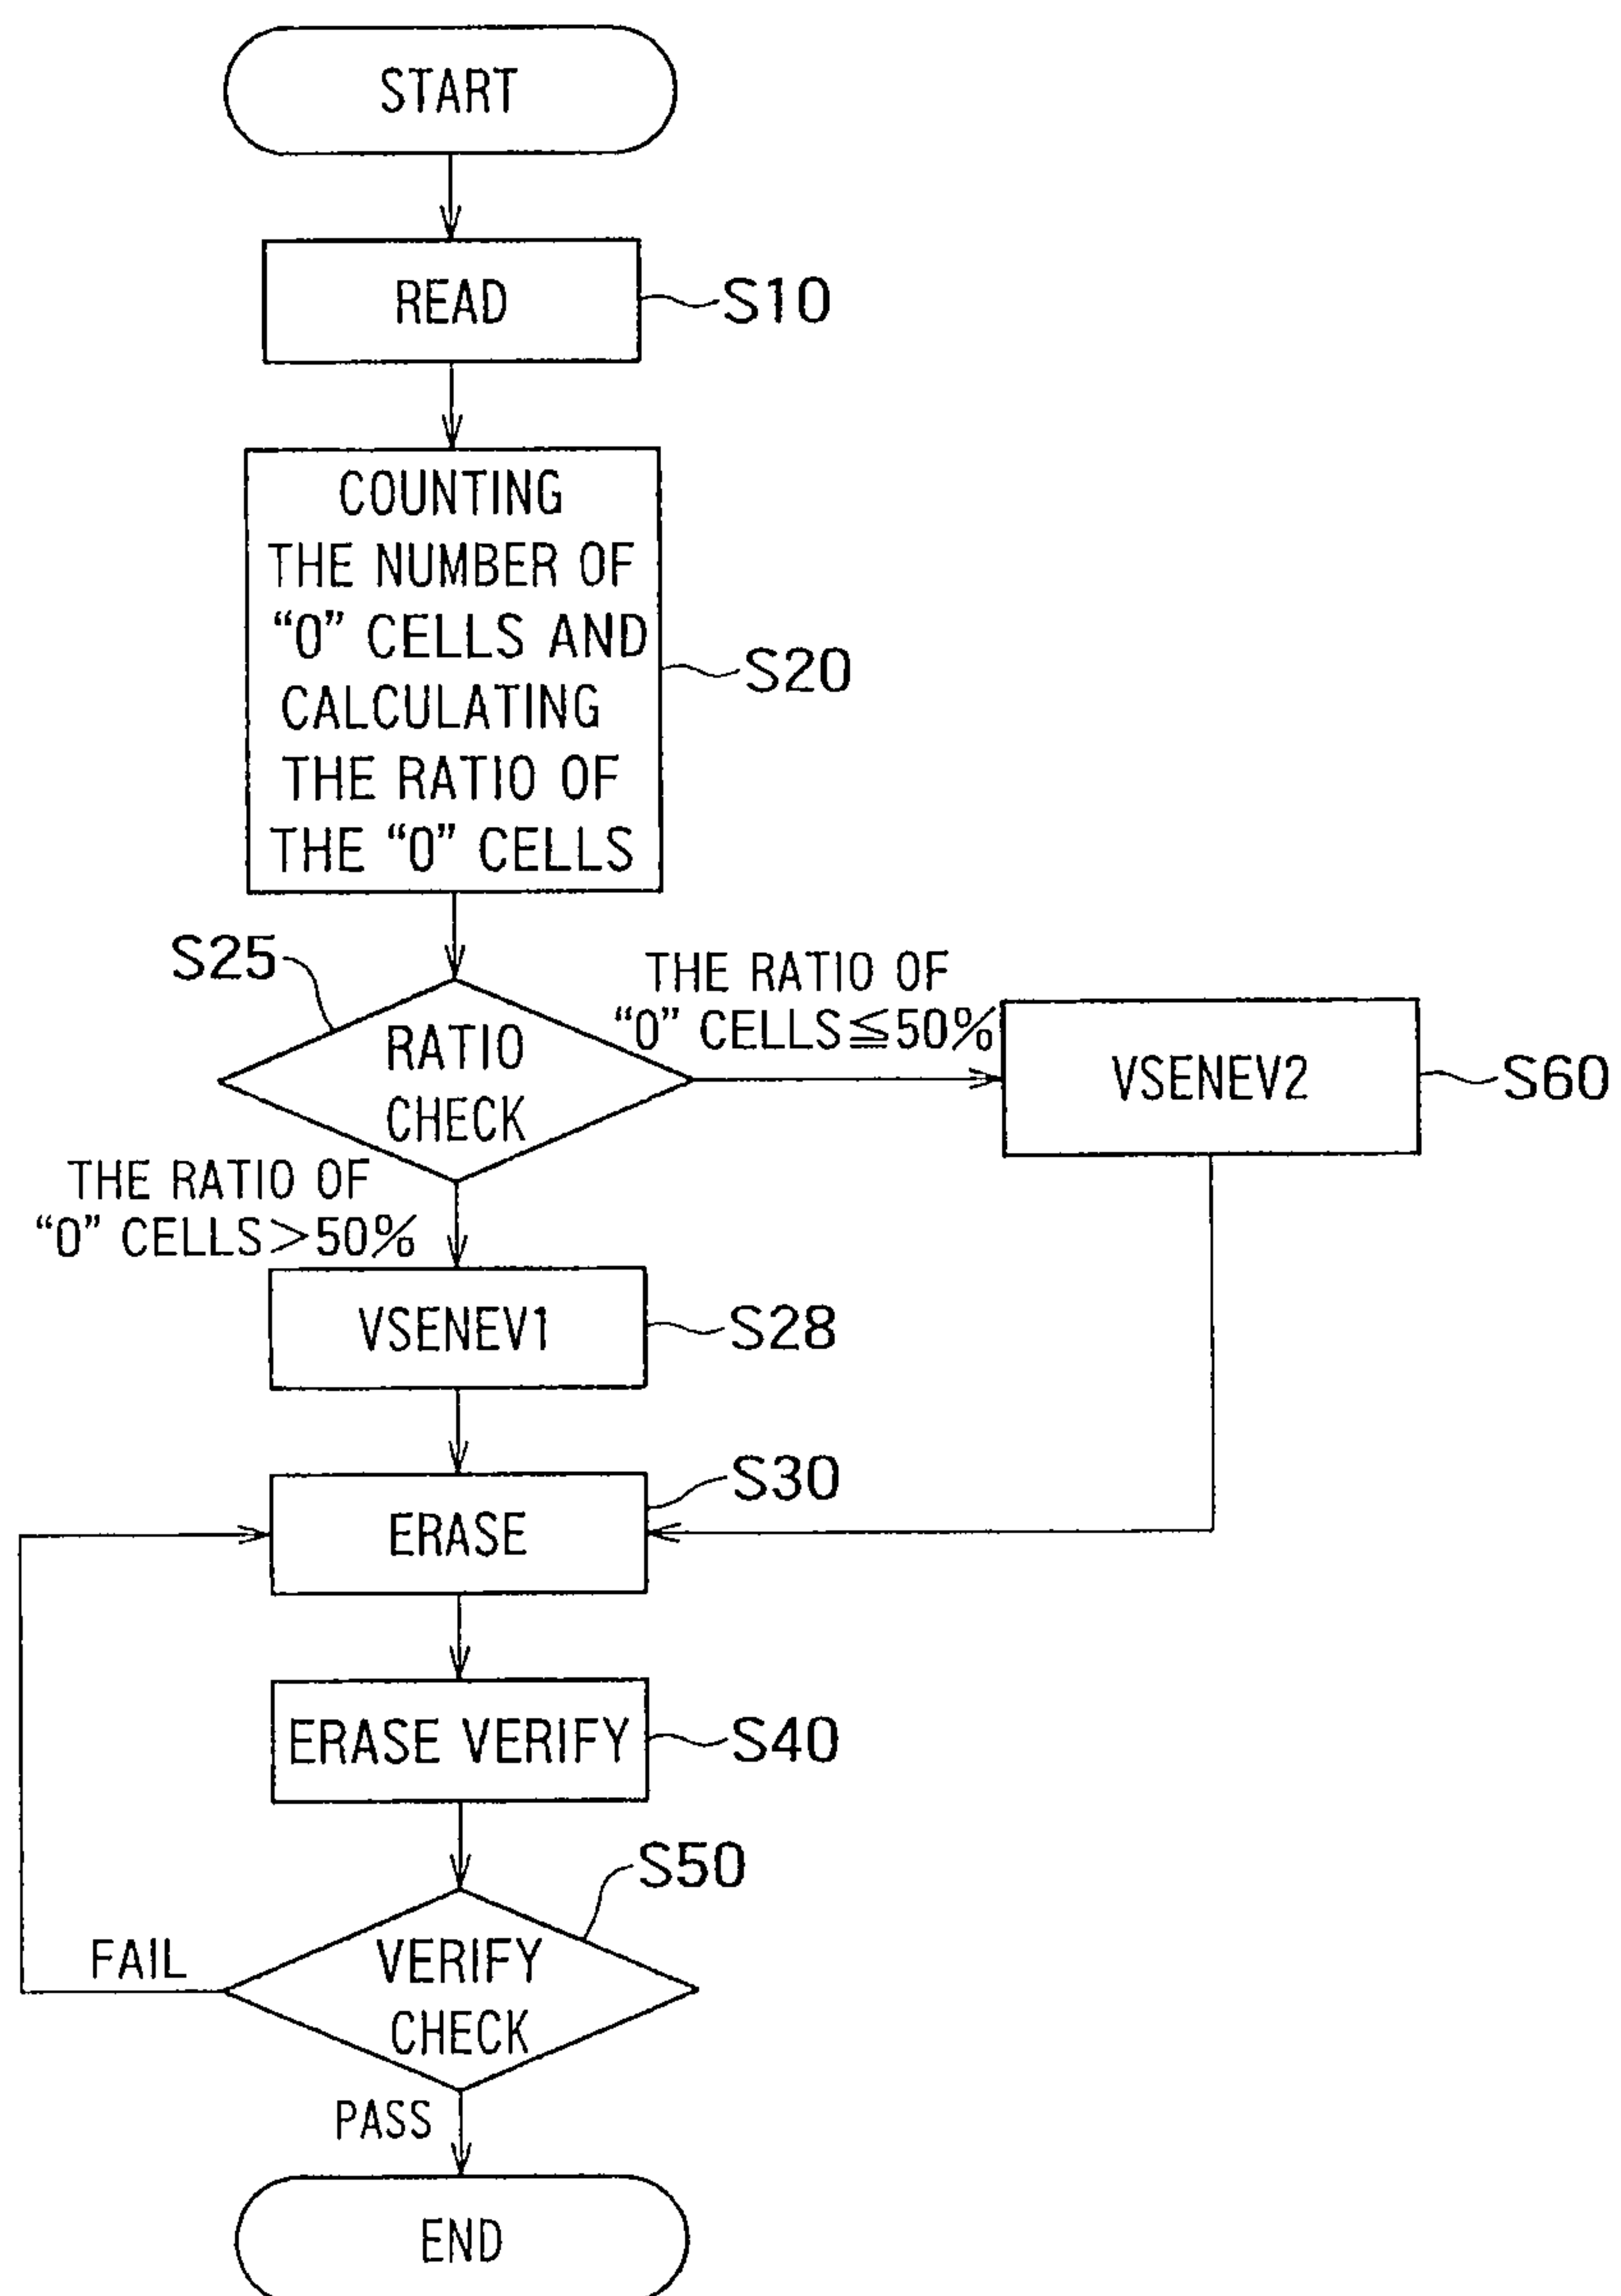 START
READ
S10
COUNTING
THE NUMBER OF
“0” CELLS AND
CALCULATING
THE RATIO OF
THE “0” CELLS
S20
S25
RATIO
CHECK
THE RATIO OF
“0” CELLS≦50%
VSENEV2
S60
THE RATIO OF
“0” CELLS>50%
VSENEV1
S28
ERASE
S30
ERASE VERIFY
S40
S50
VERIFY
CHECK
FAIL
PASS
END